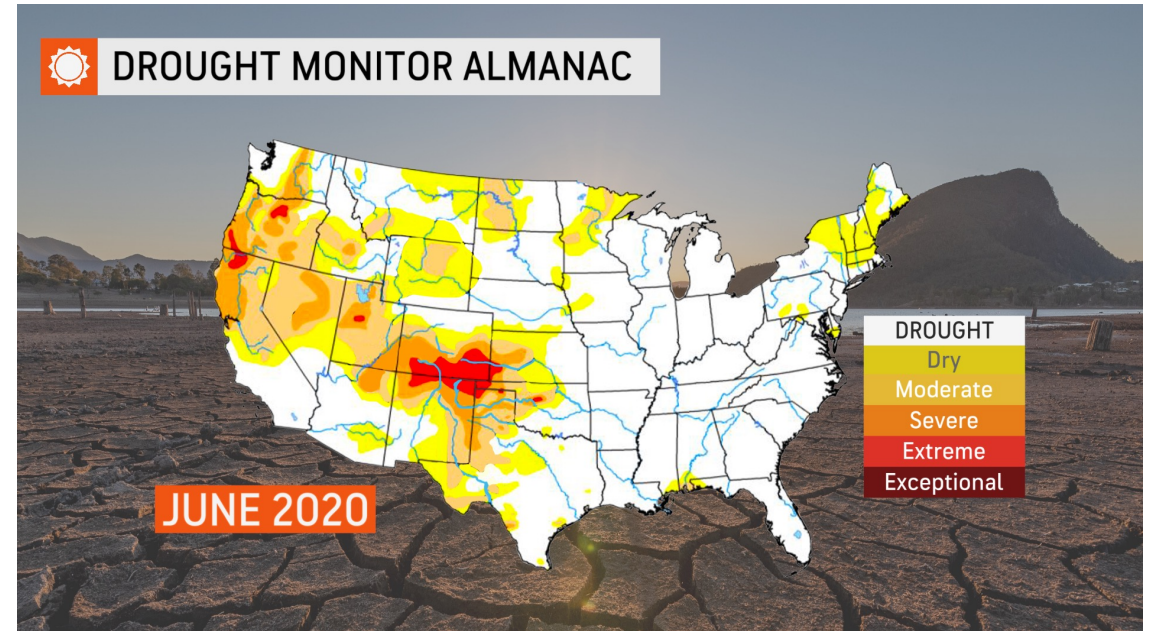 DROUGHT MONITOR ALMANAC
DROUGHT
Dry
Moderate
Severe
Extreme
Exceptional
JUNE 2020